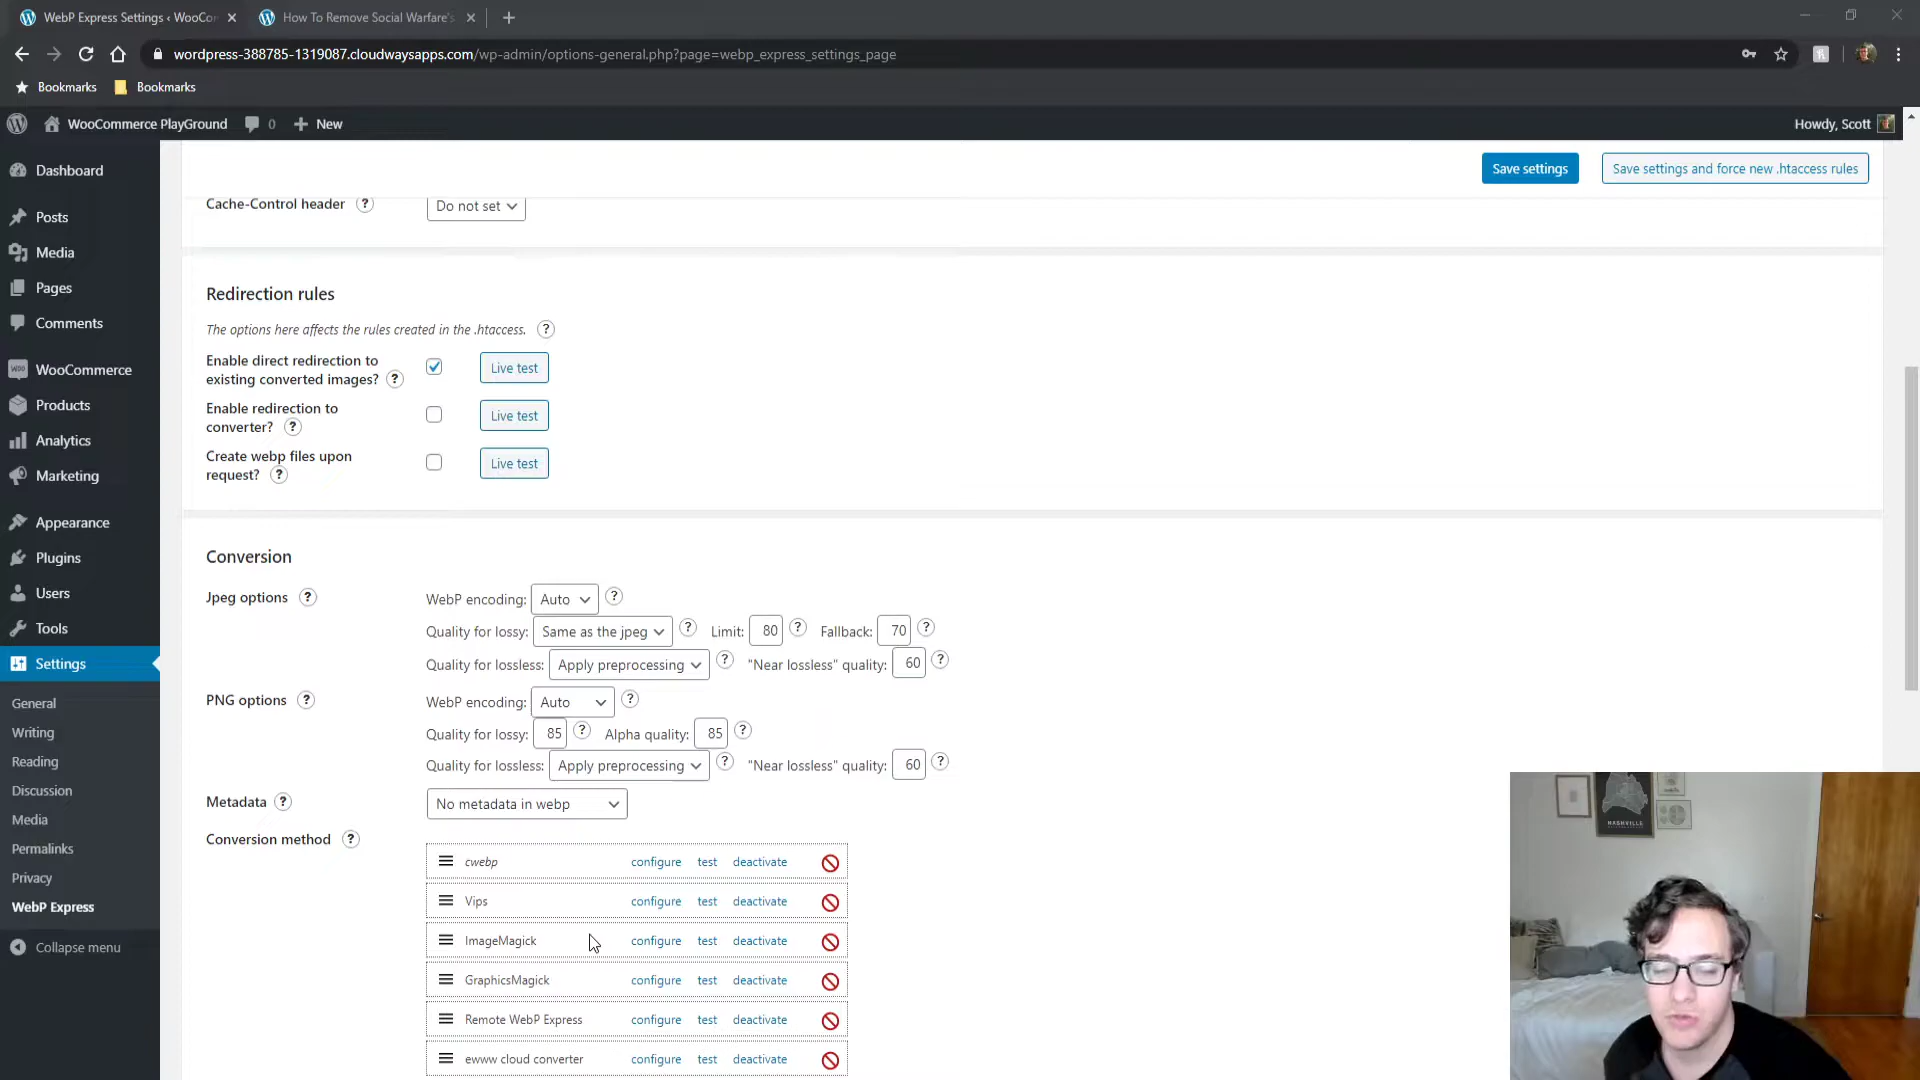 WebP Express Settings ‹ WooCor
How To Remove Social Warfare's
wordpress-388785-1319087.cloudwaysapps.com/wp-admin/options-general.php?page=webp_express_settings_page
Bookmarks
Bookmarks
WooCommerce PlayGround
0
New
Howdy, Scott
Dashboard
Posts
Media
Pages
Comments
WooCommerce
Products
Analytics
Marketing
Appearance
Plugins
Users
Tools
Settings
General
Writing
Reading
Discussion
Media
Permalinks
Privacy
WebP Express
Collapse menu
Save settings
Save settings and force new .htaccess rules
Cache-Control header ? Do not set
Redirection rules
The options here affects the rules created in the .htaccess. ?
Enable direct redirection to
existing converted images? ?
Live test
Enable redirection to
converter? ?
Live test
Create webp files upon
request? ?
Live test
Conversion
Jpeg options ?
WebP encoding: Auto ?
Quality for lossy: Same as the jpeg ? Limit: 80 ? Fallback: 70 ?
Quality for lossless: Apply preprocessing ? "Near lossless" quality: 60 ?
PNG options ?
WebP encoding: Auto ?
Quality for lossy: 85 ? Alpha quality: 85 ?
Quality for lossless: Apply preprocessing ? "Near lossless" quality: 60 ?
Metadata ? No metadata in webp
Conversion method ?
cwebp configure test deactivate
Vips configure test deactivate
ImageMagick configure test deactivate
GraphicsMagick configure test deactivate
Remote WebP Express configure test deactivate
ewww cloud converter configure test deactivate
NASHVILLE